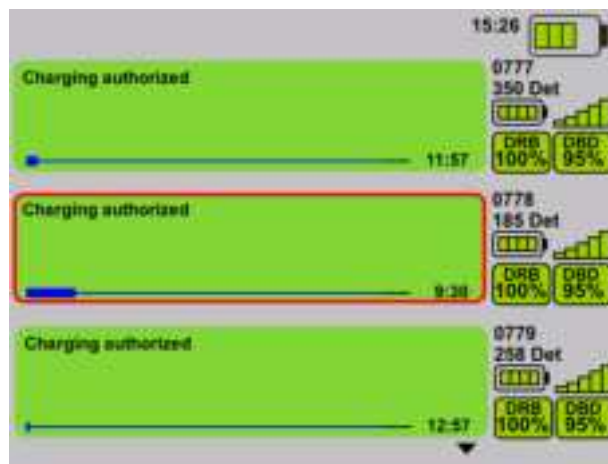 15:26
Charging authorized
11:57
0777
350 Det
DRB DBD
100% 95%
Charging authorized
9:30
0778
185 Det
DRB DBD
100% 95%
Charging authorized
12:57
0779
258 Det
DRB DBD
100% 95%